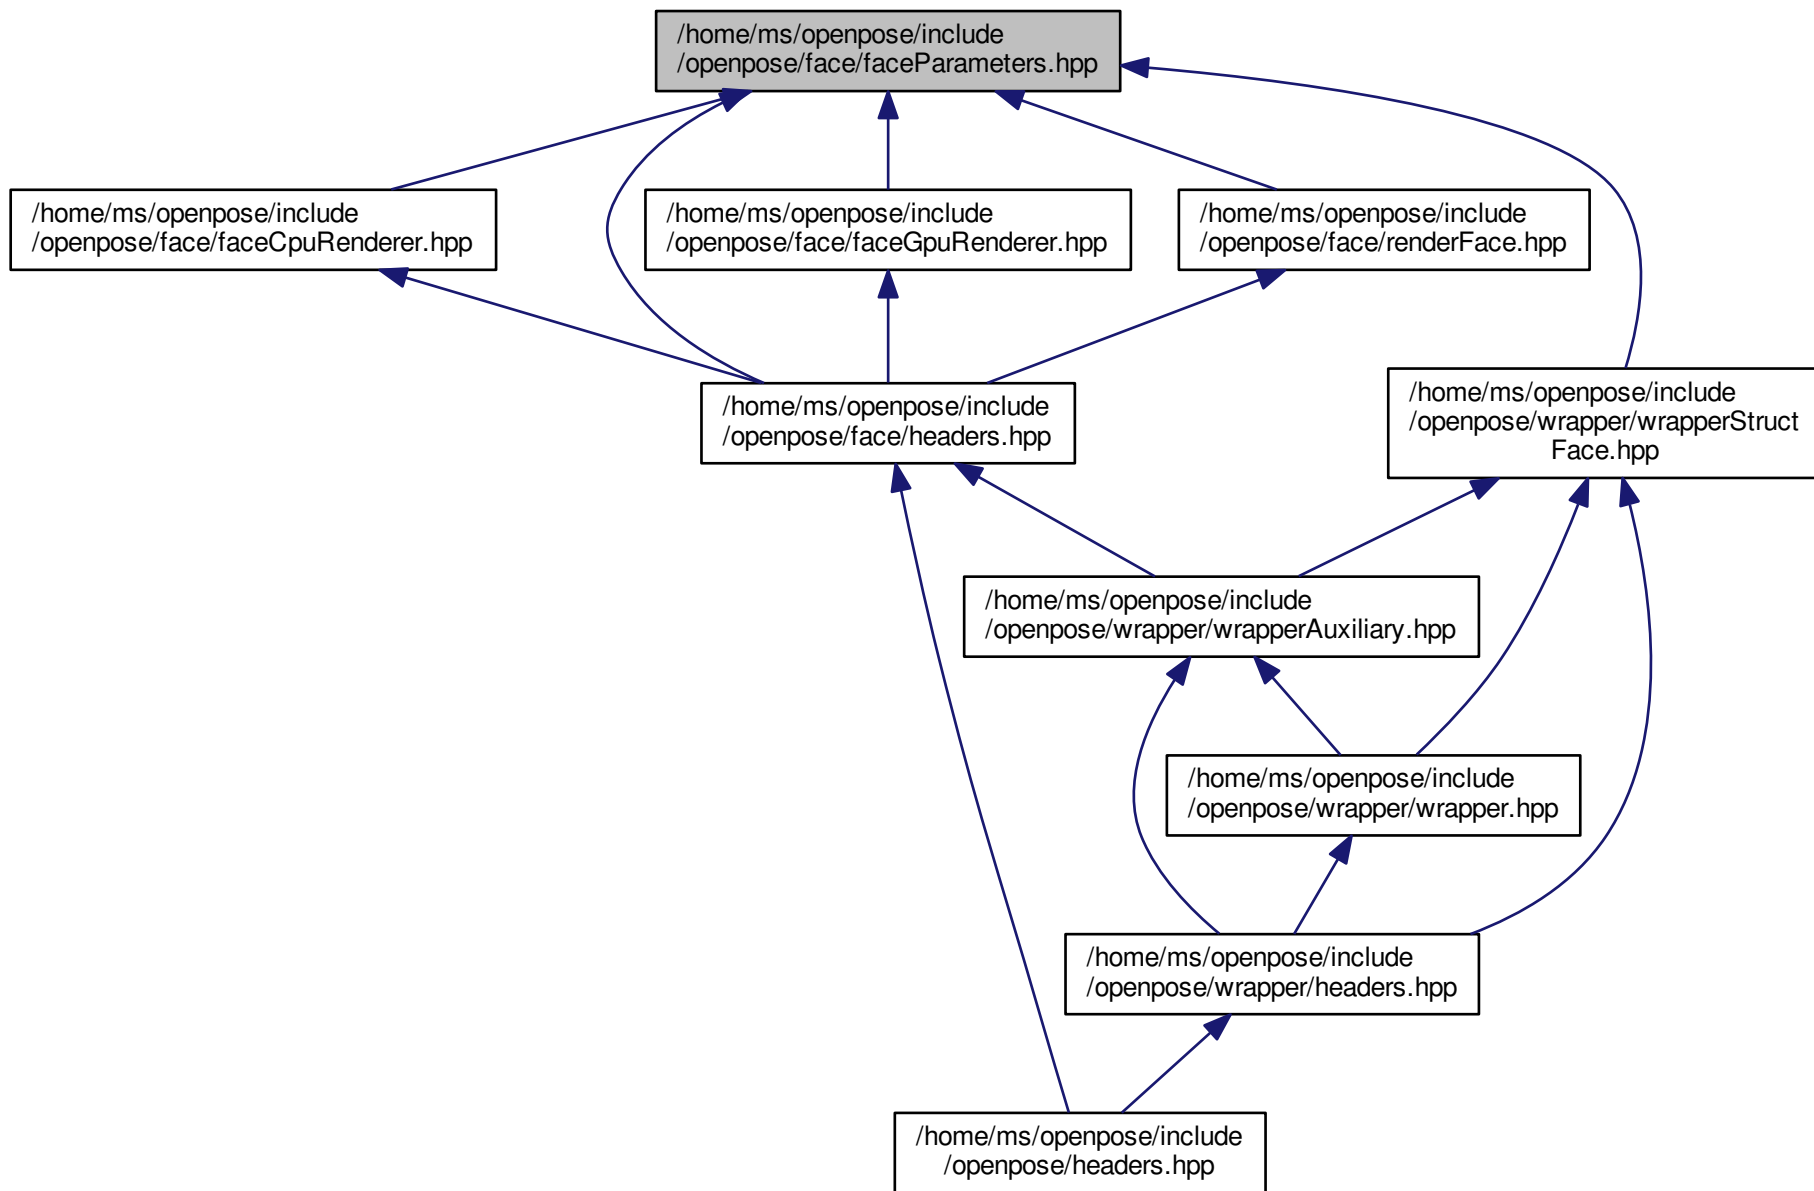 /home/ms/openpose/include
/openpose/face/faceParameters.hpp
/home/ms/openpose/include
/openpose/face/faceCpuRenderer.hpp
/home/ms/openpose/include
/openpose/face/faceGpuRenderer.hpp
/home/ms/openpose/include
/openpose/face/renderFace.hpp
/home/ms/openpose/include
/openpose/face/headers.hpp
/home/ms/openpose/include
/openpose/wrapper/wrapperStruct
Face.hpp
/home/ms/openpose/include
/openpose/wrapper/wrapperAuxiliary.hpp
/home/ms/openpose/include
/openpose/wrapper/wrapper.hpp
/home/ms/openpose/include
/openpose/wrapper/headers.hpp
/home/ms/openpose/include
/openpose/headers.hpp